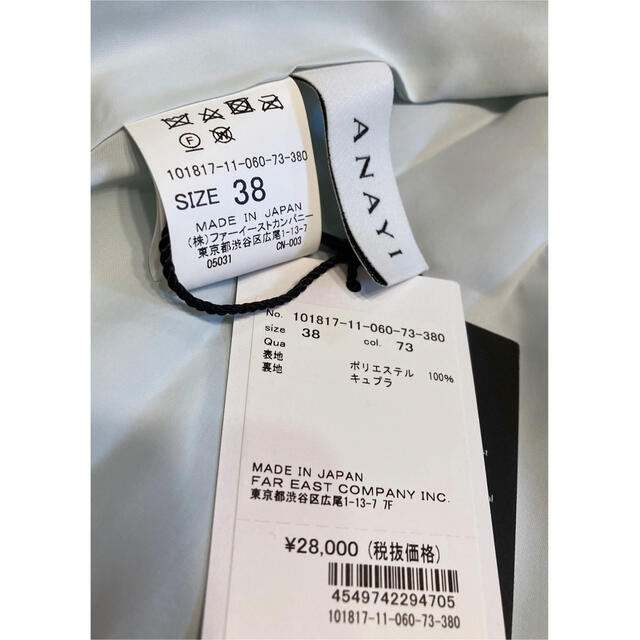 101817-11-060-73-380
SIZE 38
MADE IN JAPAN
(株)ファーイーストカンパニー
東京都渋谷区広尾1-13-7
05031 CN-003
ANAYI
No. 101817-11-060-73-380
size 38 col. 73
Qua
表地 ポリエステル 100%
裏地 キュプラ
MADE IN JAPAN
FAR EAST COMPANY INC.
東京都渋谷区広尾1-13-7 7F
¥28,000 (税抜価格)
4549742294705
101817-11-060-73-380